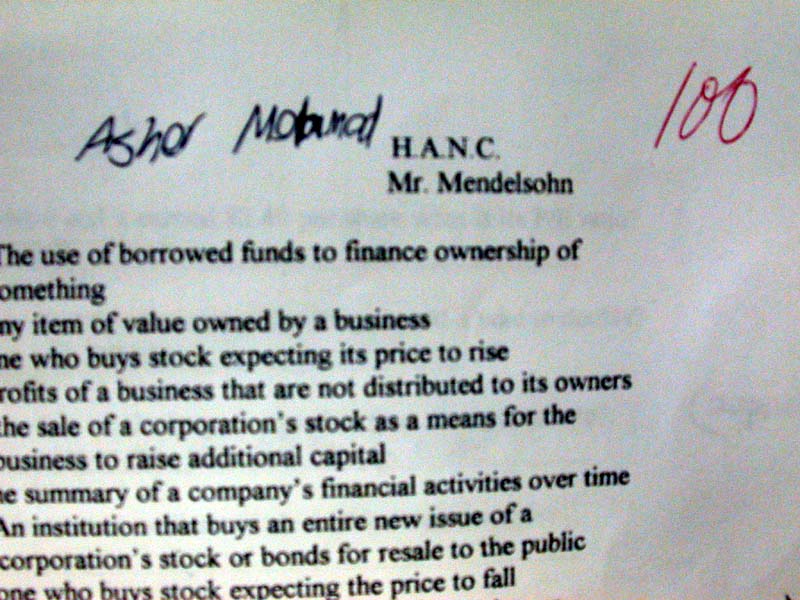 Asher
100
H.A.N.C.
Mr. Mendelsohn
The use of borrowed funds to finance ownership of
omething
ny item of value owned by a business
ne who buys stock expecting its price to rise
rofits of a business that are not distributed to its owners
the sale of a corporation's stock as a means for the
business to raise additional capital
he summary of a company's financial activities over time
An institution that buys an entire new issue of a
corporation's stock or bonds for resale to the public
one who buys stock expecting the price to fall